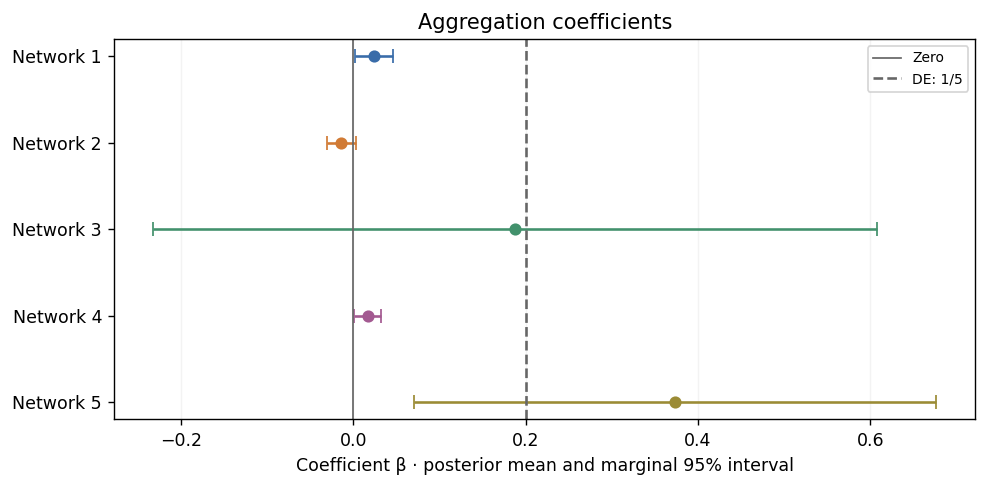 Aggregation coefficients
Network 1
Network 2
Network 3
Network 4
Network 5
Zero
DE: 1/5
−0.2
0.0
0.2
0.4
0.6
Coefficient β · posterior mean and marginal 95% interval